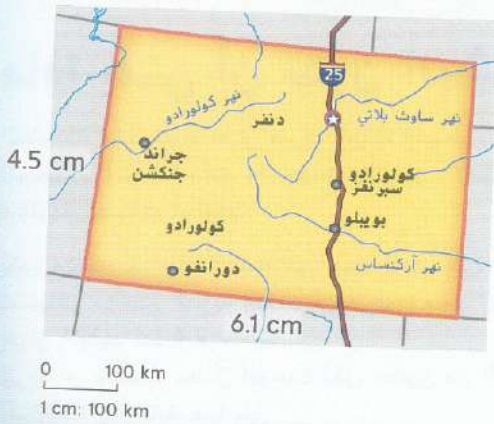 25
نهر كولورادو
دنفر
نهر ساوث بلاتي
4.5 cm
جراند
جنكشن
كولورادو
سبرنغز
كولورادو
بويبلو
دورانغو
نهر آركنساس
6.1 cm
0 100 km
1 cm: 100 km